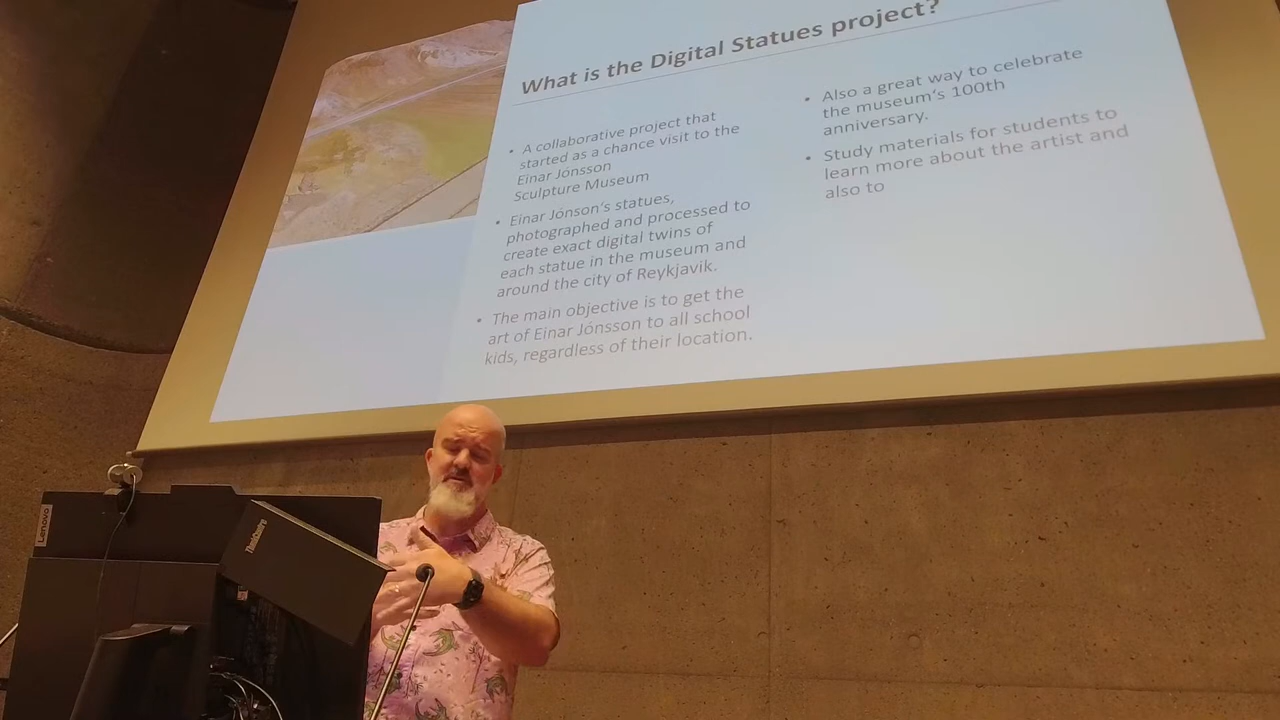 What is the Digital Statues project?
• A collaborative project that
started as a chance visit to the
Einar Jónsson
Sculpture Museum
• Einar Jónson's statues,
photographed and processed to
create exact digital twins of
each statue in the museum and
around the city of Reykjavik.
• The main objective is to get the
art of Einar Jónsson to all school
kids, regardless of their location.
• Also a great way to celebrate
the museum's 100th
anniversary.
• Study materials for students to
learn more about the artist and
also to
Lenovo
ThinkCentre